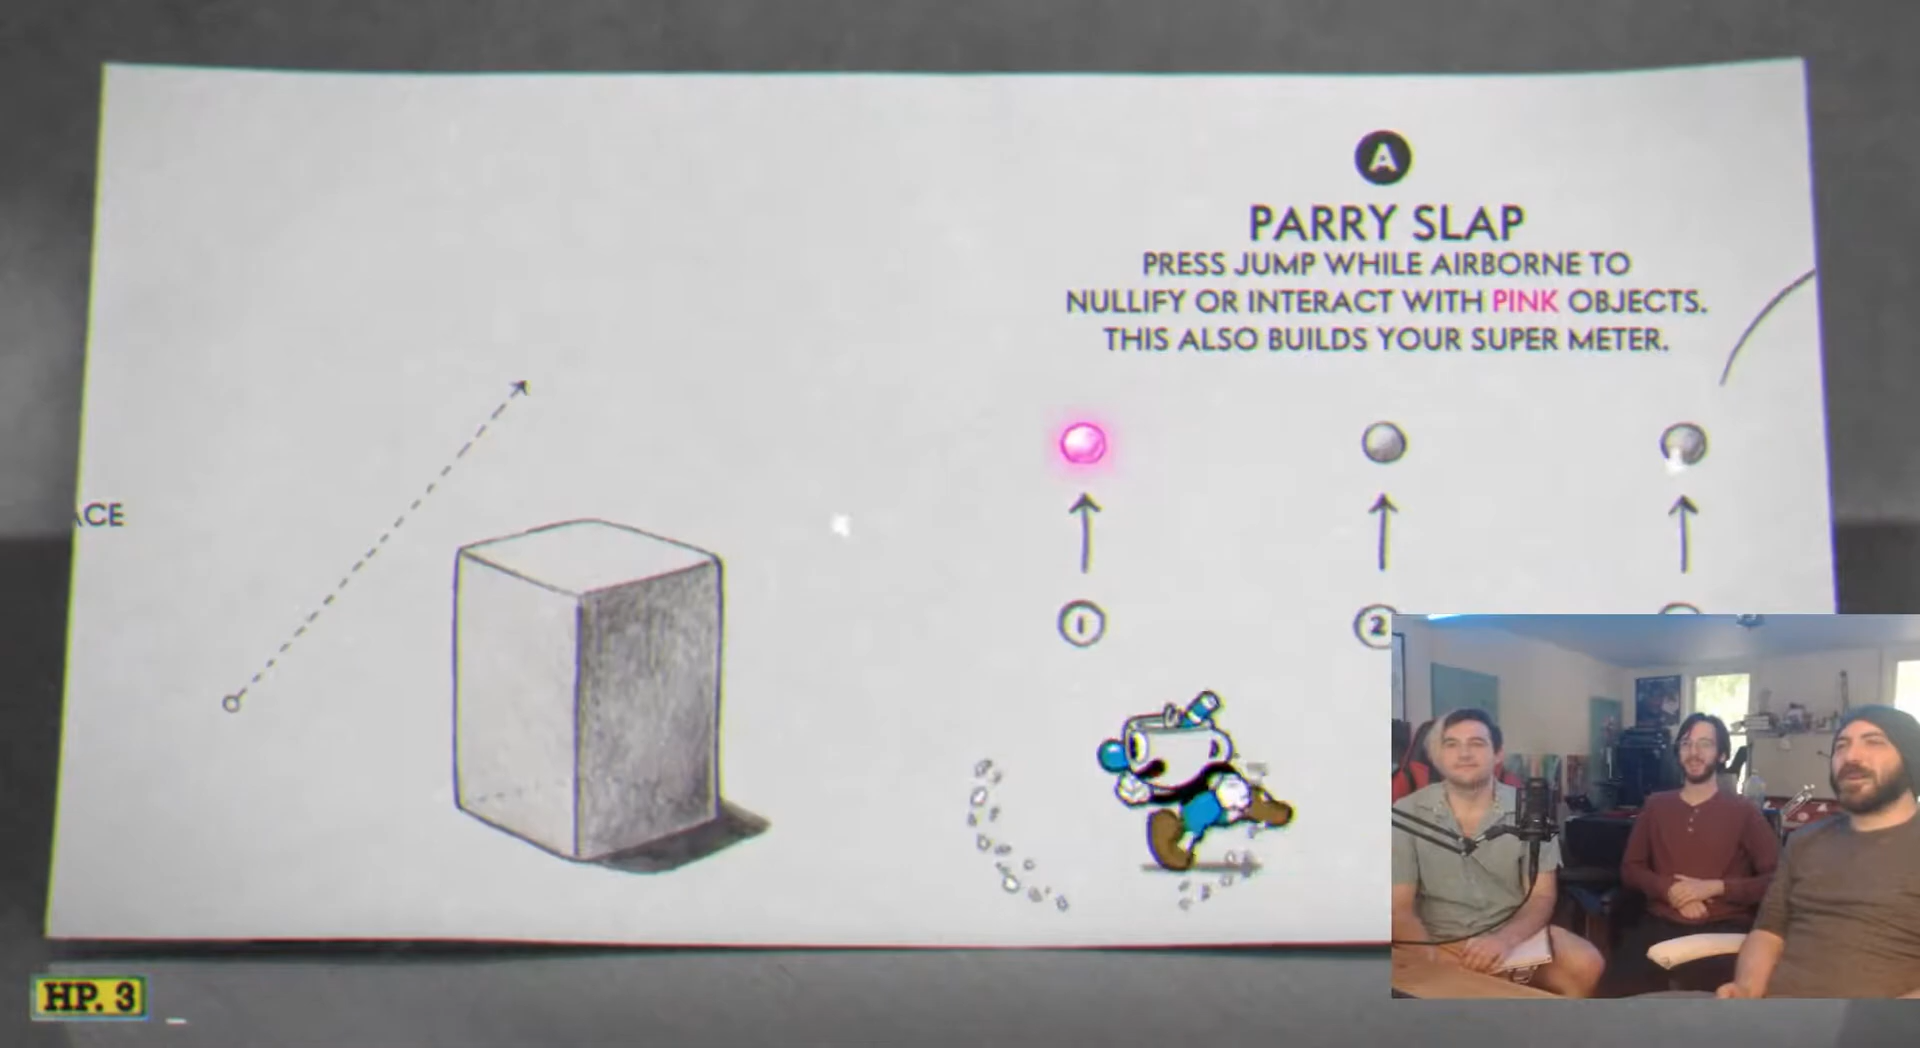 A
PARRY SLAP
PRESS JUMP WHILE AIRBORNE TO
NULLIFY OR INTERACT WITH PINK OBJECTS.
THIS ALSO BUILDS YOUR SUPER METER.
ACE
1
2
HP. 3